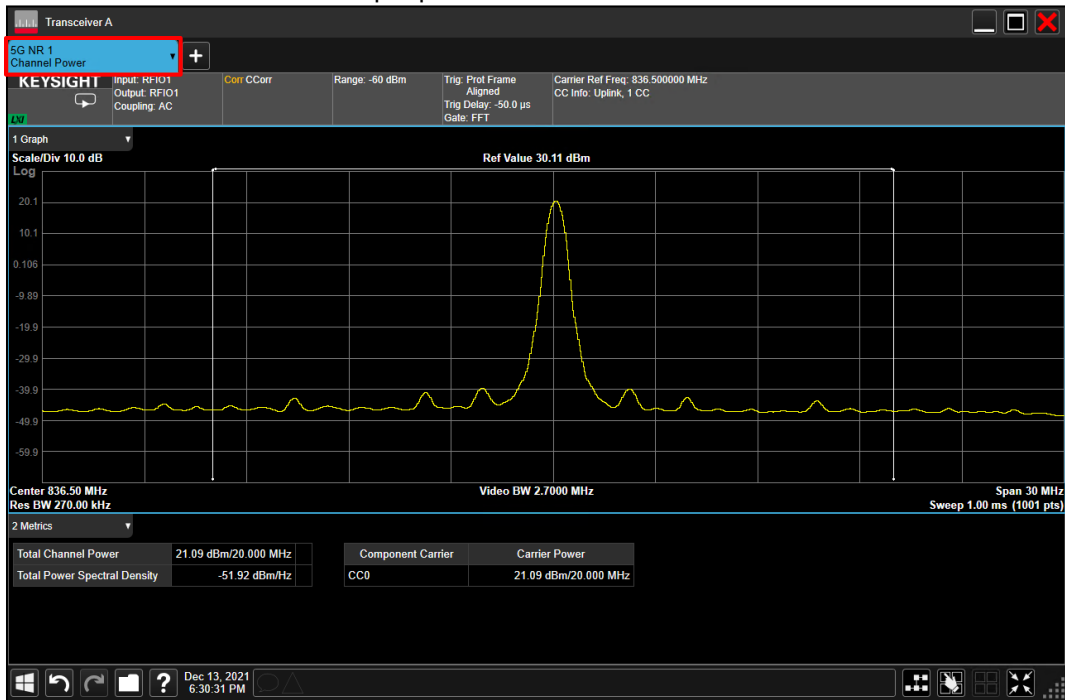 Transceiver A
5G NR 1
Channel Power
KEYSIGHT
LXI
Input: RFIO1
Output: RFIO1
Coupling: AC
Corr CCorr
Range: -60 dBm
Trig: Prot Frame
Aligned
Trig Delay: -50.0 µs
Gate: FFT
Carrier Ref Freq: 836.500000 MHz
CC Info: Uplink, 1 CC
1 Graph
Scale/Div 10.0 dB
Ref Value 30.11 dBm
Log
20.1
10.1
0.106
-9.89
-19.9
-29.9
-39.9
-49.9
-59.9
Center 836.50 MHz
Video BW 2.7000 MHz
Span 30 MHz
Res BW 270.00 kHz
Sweep 1.00 ms (1001 pts)
2 Metrics
Total Channel Power 21.09 dBm/20.000 MHz
Total Power Spectral Density -51.92 dBm/Hz
Component Carrier Carrier Power
CC0 21.09 dBm/20.000 MHz
?
Dec 13, 2021
6:30:31 PM